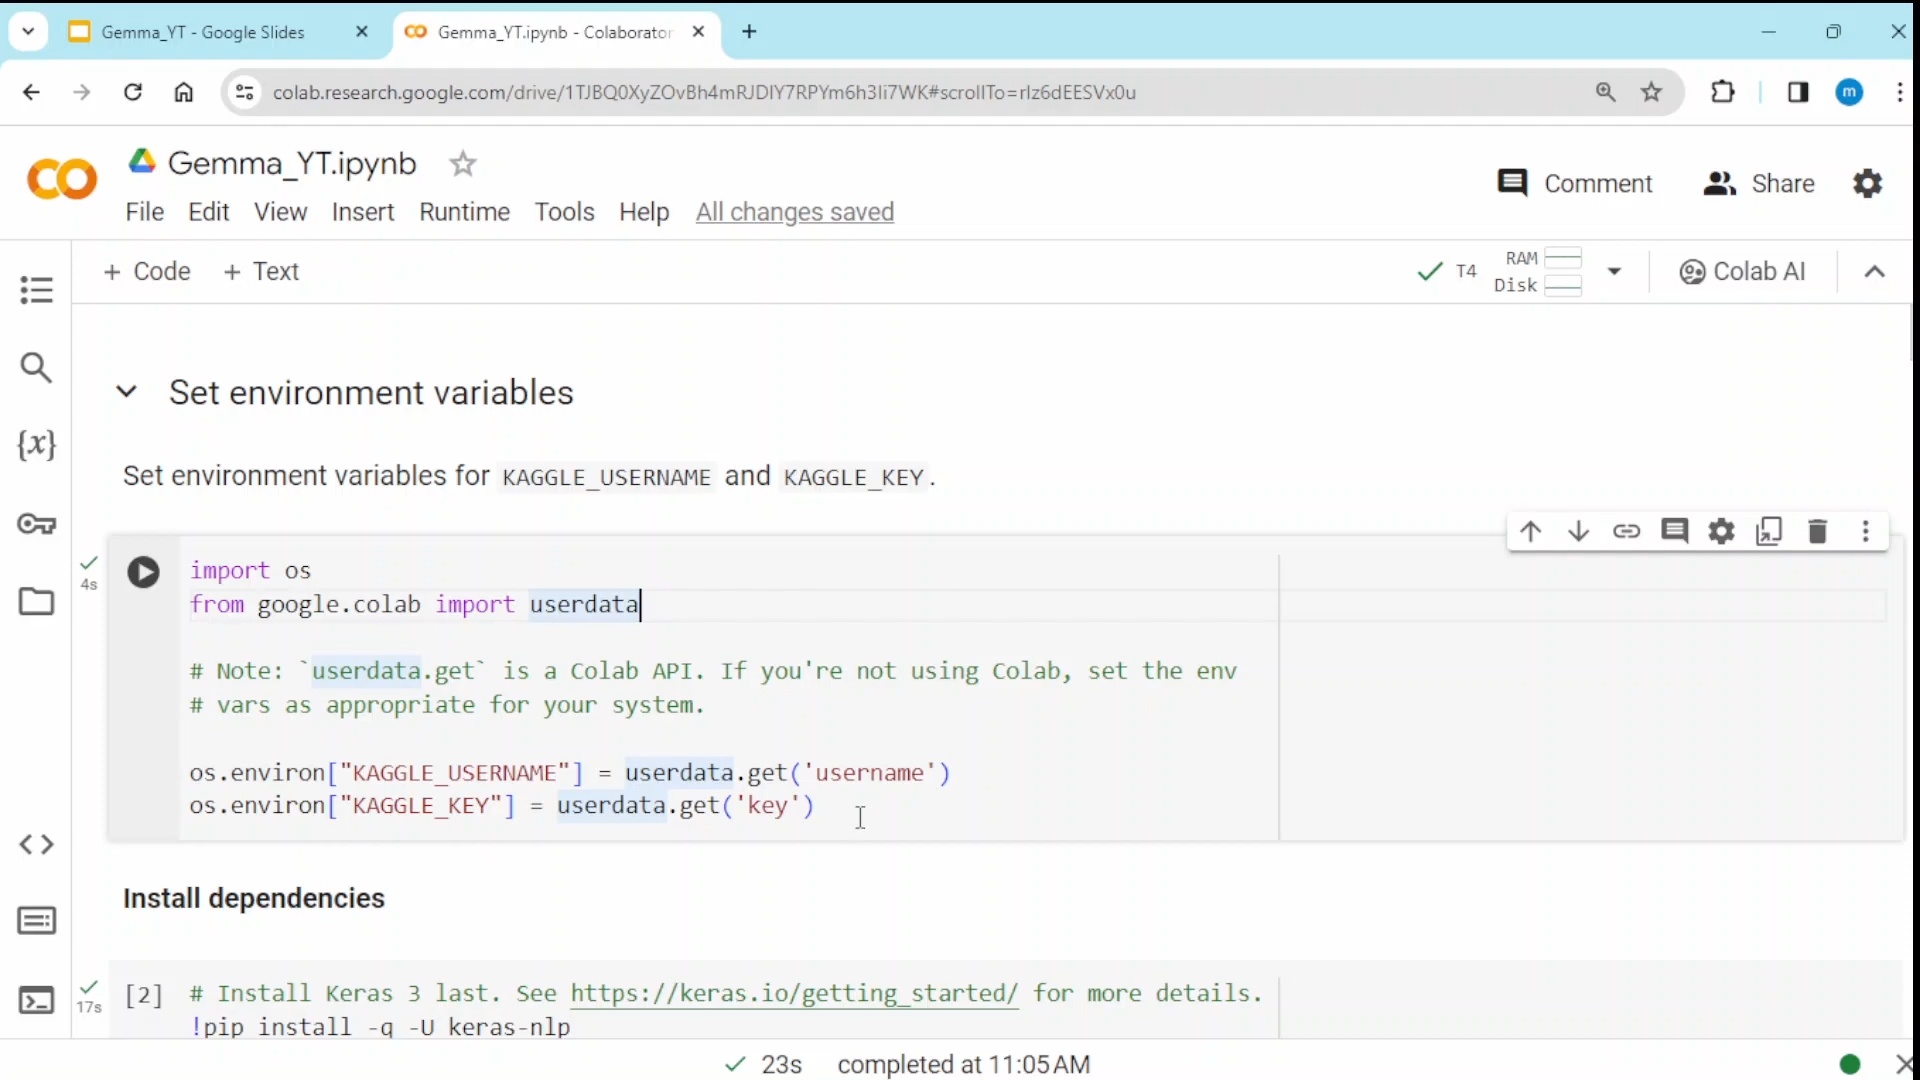 Gemma_YT - Google Slides
Gemma_YT.ipynb - Colaborator
colab.research.google.com/drive/1TJBQ0XyZOvBh4mRJDIY7RPYm6h3Ii7WK#scrollTo=rIz6dEESVx0u
m
Gemma_YT.ipynb
Comment
Share
File Edit View Insert Runtime Tools Help All changes saved
+ Code + Text
T4
RAM
Disk
Colab AI
Set environment variables
{x}
Set environment variables for KAGGLE_USERNAME and KAGGLE_KEY.
4s
import os
from google.colab import userdata
# Note: `userdata.get` is a Colab API. If you're not using Colab, set the env
# vars as appropriate for your system.
os.environ["KAGGLE_USERNAME"] = userdata.get('username')
os.environ["KAGGLE_KEY"] = userdata.get('key')
Install dependencies
17s
[2] # Install Keras 3 last. See https://keras.io/getting_started/ for more details.
!pip install -q -U keras-nlp
23s completed at 11:05 AM